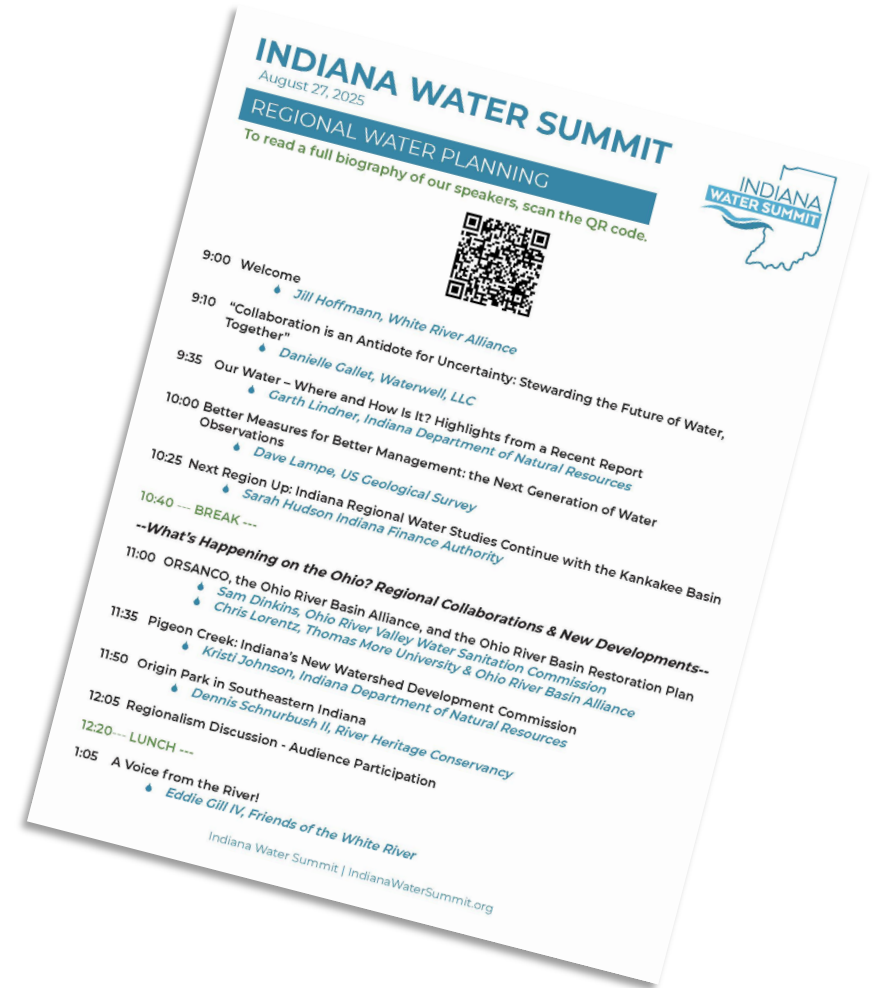 INDIANA WATER SUMMIT
August 27, 2025
REGIONAL WATER PLANNING
To read a full biography of our speakers, scan the QR code.
INDIANA
WATER SUMMIT
9:00 Welcome
Jill Hoffmann, White River Alliance
9:10 “Collaboration is an Antidote for Uncertainty: Stewarding the Future of Water,
Together”
Danielle Gallet, Waterwell, LLC
9:35 Our Water – Where and How Is It? Highlights from a Recent Report
Garth Lindner, Indiana Department of Natural Resources
10:00 Better Measures for Better Management: the Next Generation of Water
Observations
Dave Lampe, US Geological Survey
10:25 Next Region Up: Indiana Regional Water Studies Continue with the Kankakee Basin
Sarah Hudson Indiana Finance Authority
10:40 --- BREAK ---
--What’s Happening on the Ohio? Regional Collaborations & New Developments--
11:00 ORSANCO, the Ohio River Basin Alliance, and the Ohio River Basin Restoration Plan
Sam Dinkins, Ohio River Valley Water Sanitation Commission
Chris Lorentz, Thomas More University & Ohio River Basin Alliance
11:35 Pigeon Creek: Indiana’s New Watershed Development Commission
Kristi Johnson, Indiana Department of Natural Resources
11:50 Origin Park in Southeastern Indiana
Dennis Schnurbush II, River Heritage Conservancy
12:05 Regionalism Discussion - Audience Participation
12:20--- LUNCH ---
1:05 A Voice from the River!
Eddie Gill IV, Friends of the White River
Indiana Water Summit | IndianaWaterSummit.org